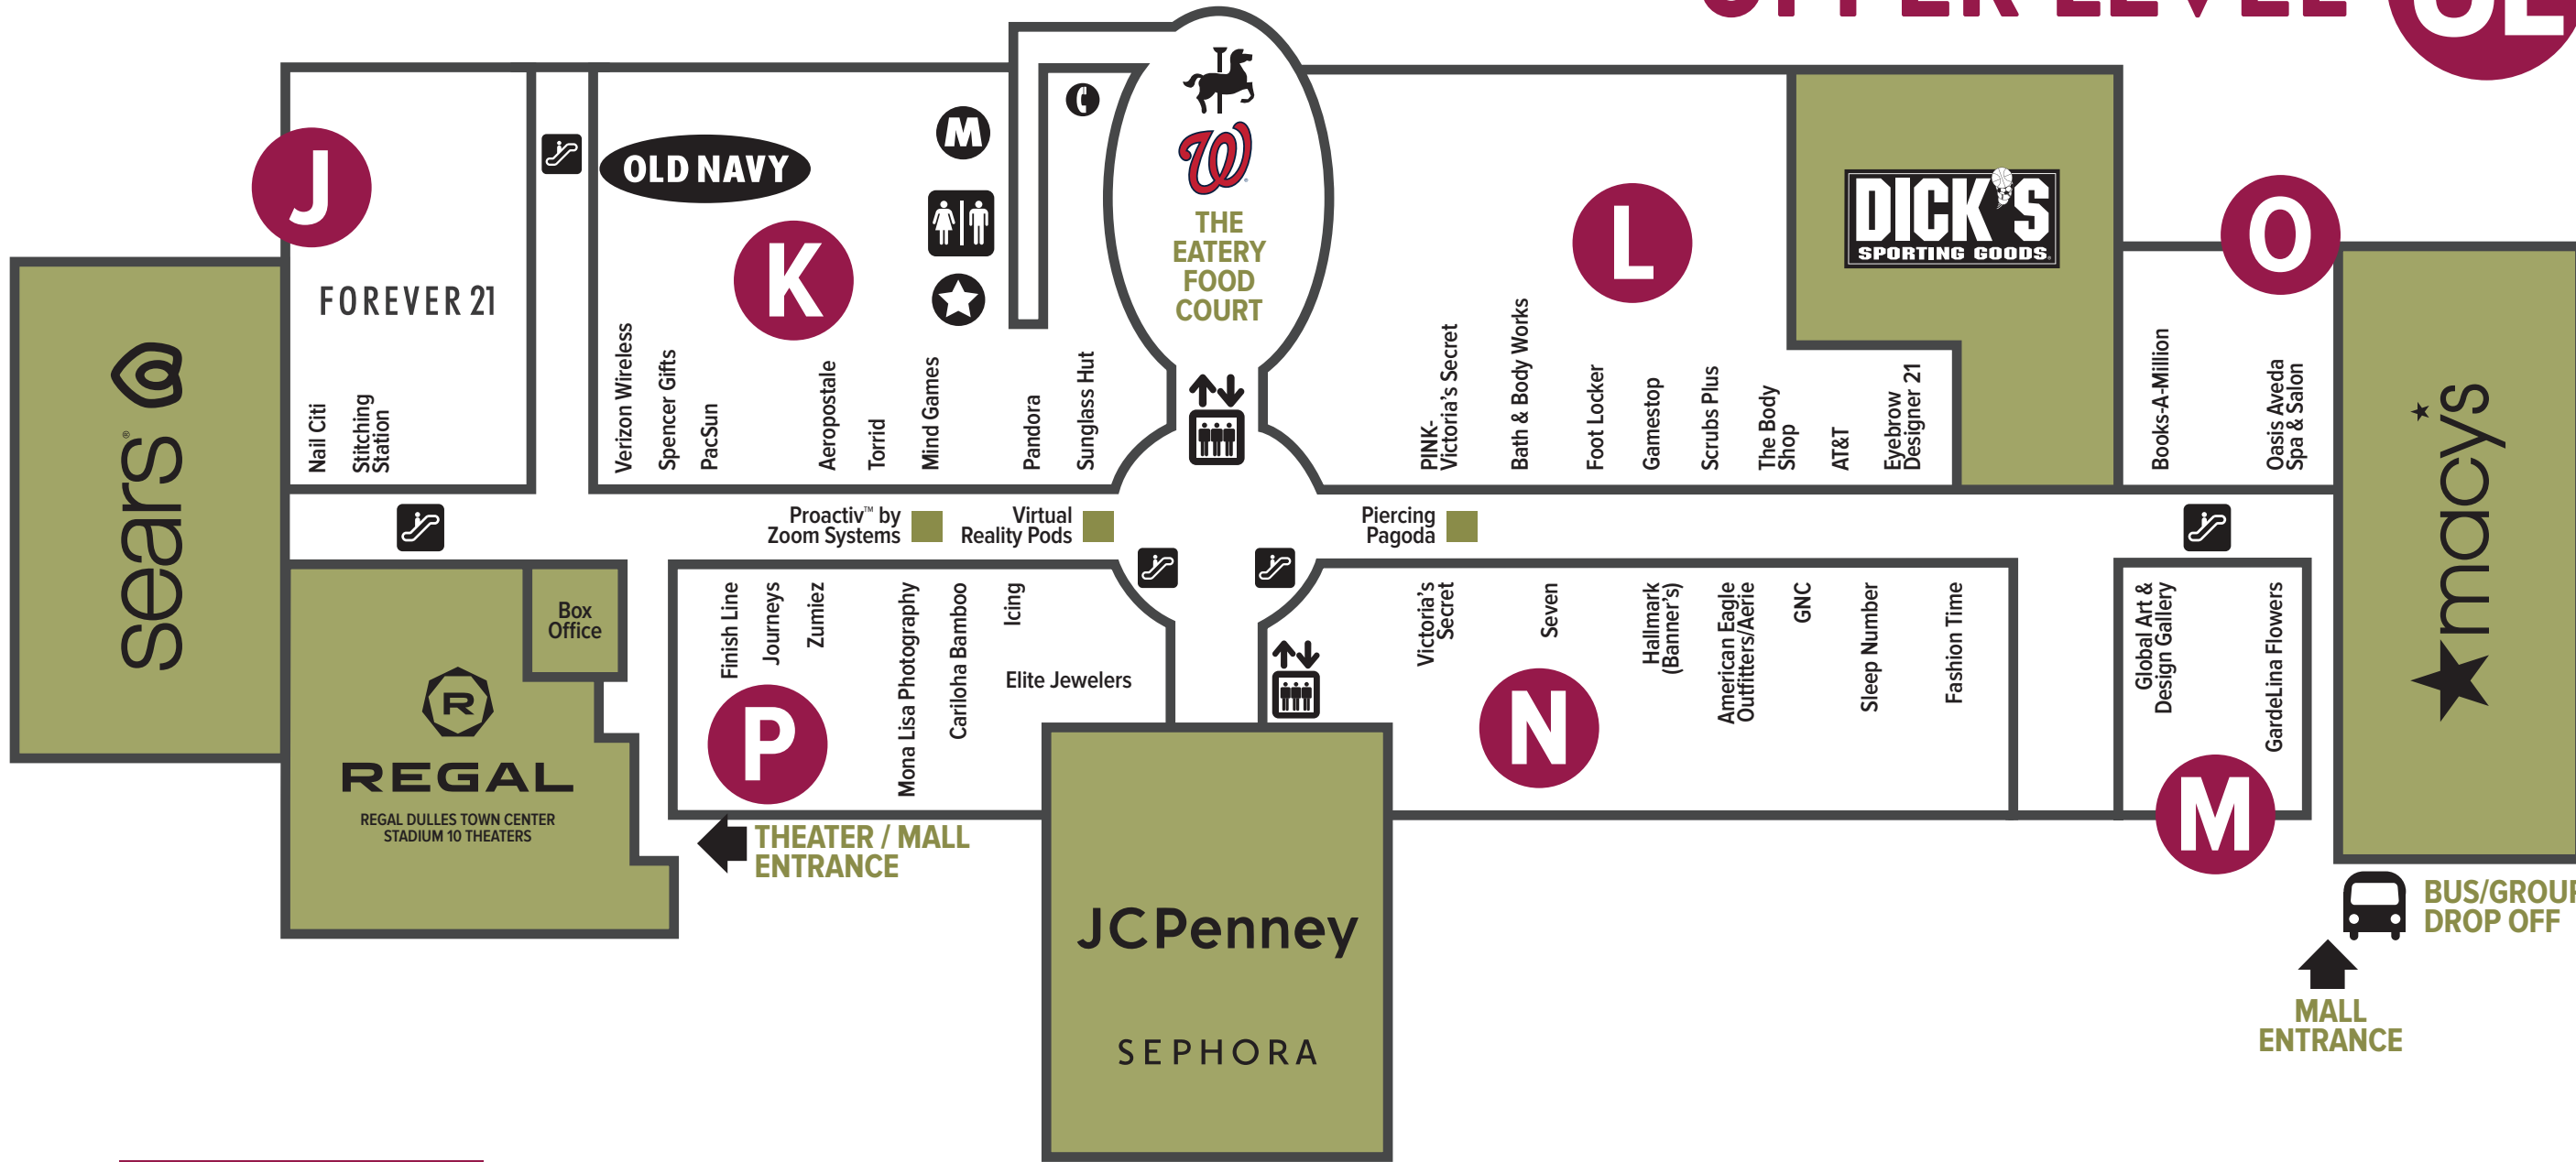 UPPER LEVEL
UL
J
FOREVER 21
Nail Citi
Stitching
Station
sears®
OLD NAVY
K
M
Verizon Wireless
Spencer Gifts
PacSun
Aeropostale
Torrid
Mind Games
Pandora
Sunglass Hut
W
THE
EATERY
FOOD
COURT
L
PINK-
Victoria's Secret
Bath & Body Works
Foot Locker
Gamestop
Scrubs Plus
The Body
Shop
AT&T
Eyebrow
Designer 21
DICK'S
SPORTING GOODS
O
Books-A-Million
Oasis Aveda
Spa & Salon
macy's
Proactiv™ by
Zoom Systems
Virtual
Reality Pods
Piercing
Pagoda
Box
Office
R
REGAL
REGAL DULLES TOWN CENTER
STADIUM 10 THEATERS
Finish Line
Journeys
Zumiez
Mona Lisa Photography
Cariloha Bamboo
Icing
Elite Jewelers
P
THEATER / MALL
ENTRANCE
Victoria's
Secret
Seven
Hallmark
(Banner's)
American Eagle
Outfitters/Aerie
GNC
Sleep Number
Fashion Time
N
Global Art &
Design Gallery
GardeLina Flowers
M
JCPenney
SEPHORA
BUS/GROUP
DROP OFF
MALL
ENTRANCE